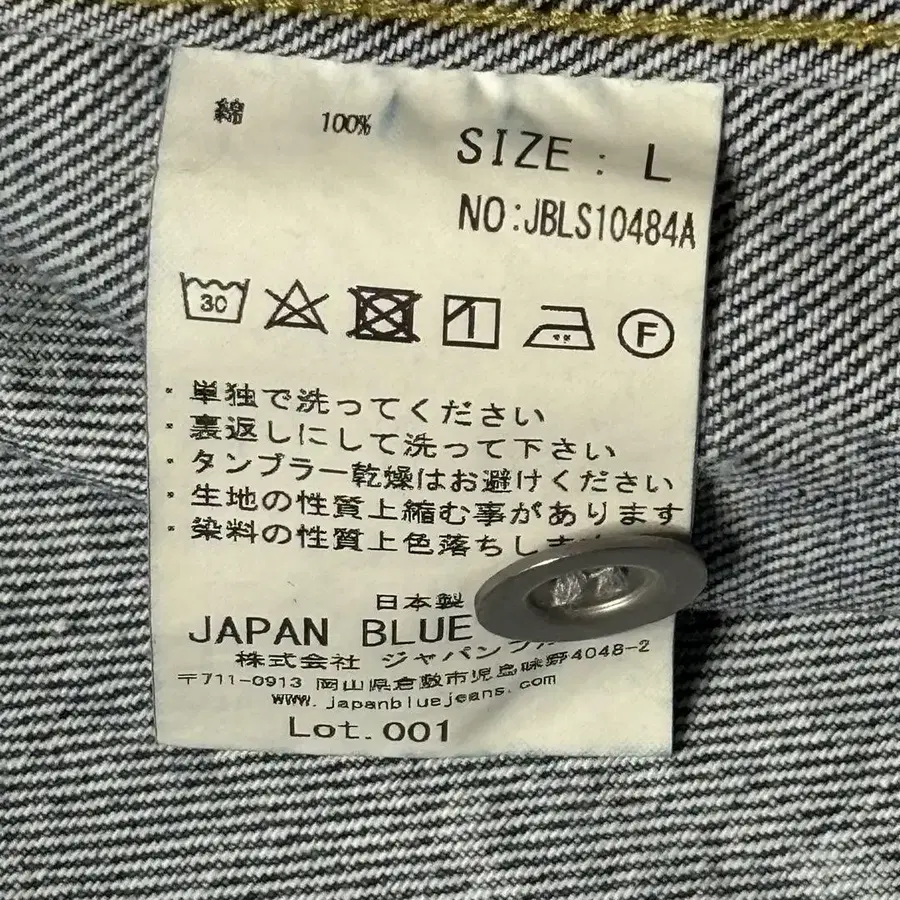 綿 100%
SIZE : L
NO:JBLS10484A
30
F
・単独で洗ってください
・裏返しにして洗って下さい
・タンブラー乾燥はお避けください
・生地の性質上縮む事があります
・染料の性質上色落ちし
日本製
JAPAN BLUE
株式会社 ジャパン
〒711-0913 岡山県倉敷市児島味野4048-2
www.japanbluejeans.com
Lot.001